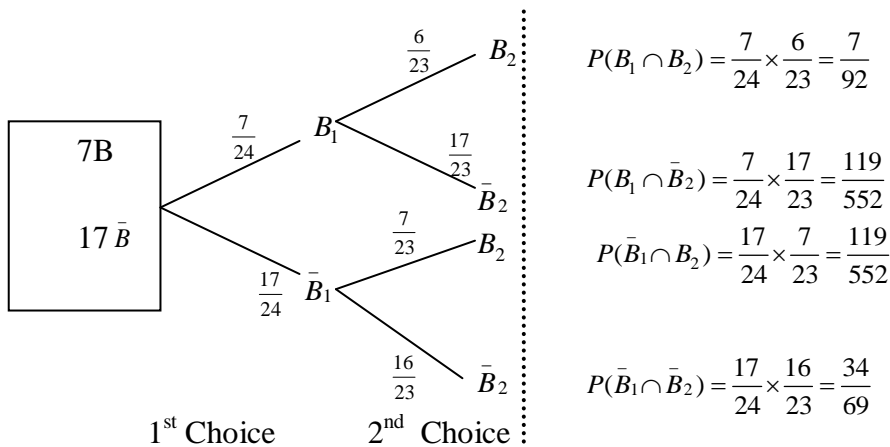 6/23
B₂
P(B₁ ∩ B₂) = 7/24 × 6/23 = 7/92
7B
7/24
B₁
17/23
B̄₂
P(B₁ ∩ B̄₂) = 7/24 × 17/23 = 119/552
17 B̄
7/23
B₂
P(B̄₁ ∩ B₂) = 17/24 × 7/23 = 119/552
17/24
B̄₁
16/23
B̄₂
P(B̄₁ ∩ B̄₂) = 17/24 × 16/23 = 34/69
1st Choice
2nd Choice